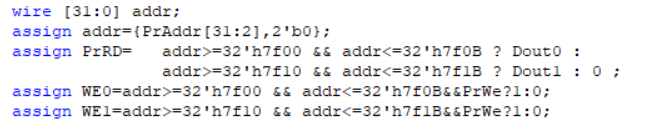 wire [31:0] addr;
assign addr={PrAddr[31:2],2'b0};
assign PrRD=   addr>=32'h7f00 && addr<=32'h7f0B ? Dout0 :
               addr>=32'h7f10 && addr<=32'h7f1B ? Dout1 : 0 ;
assign WE0=addr>=32'h7f00 && addr<=32'h7f0B&&PrWe?1:0;
assign WE1=addr>=32'h7f10 && addr<=32'h7f1B&&PrWe?1:0;